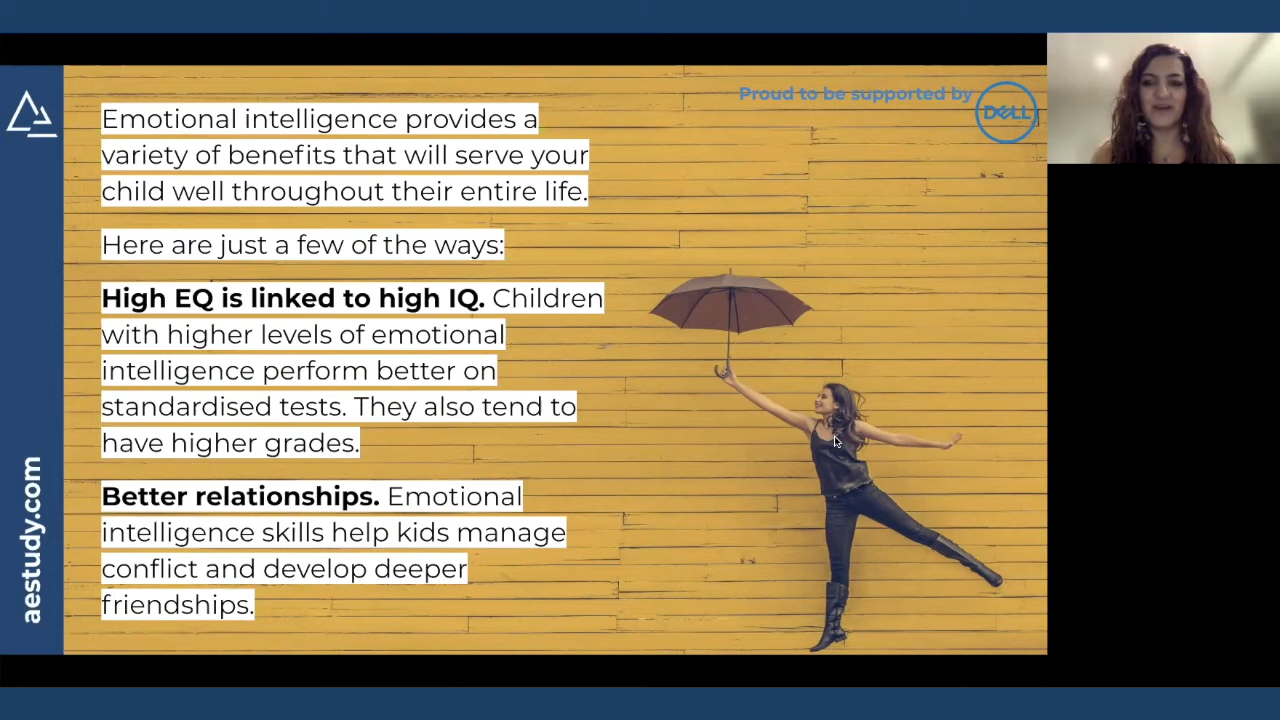 Proud to be supported by
DELL
Emotional intelligence provides a
variety of benefits that will serve your
child well throughout their entire life.
Here are just a few of the ways:
High EQ is linked to high IQ. Children
with higher levels of emotional
intelligence perform better on
standardised tests. They also tend to
have higher grades.
Better relationships. Emotional
intelligence skills help kids manage
conflict and develop deeper
friendships.
aestudy.com